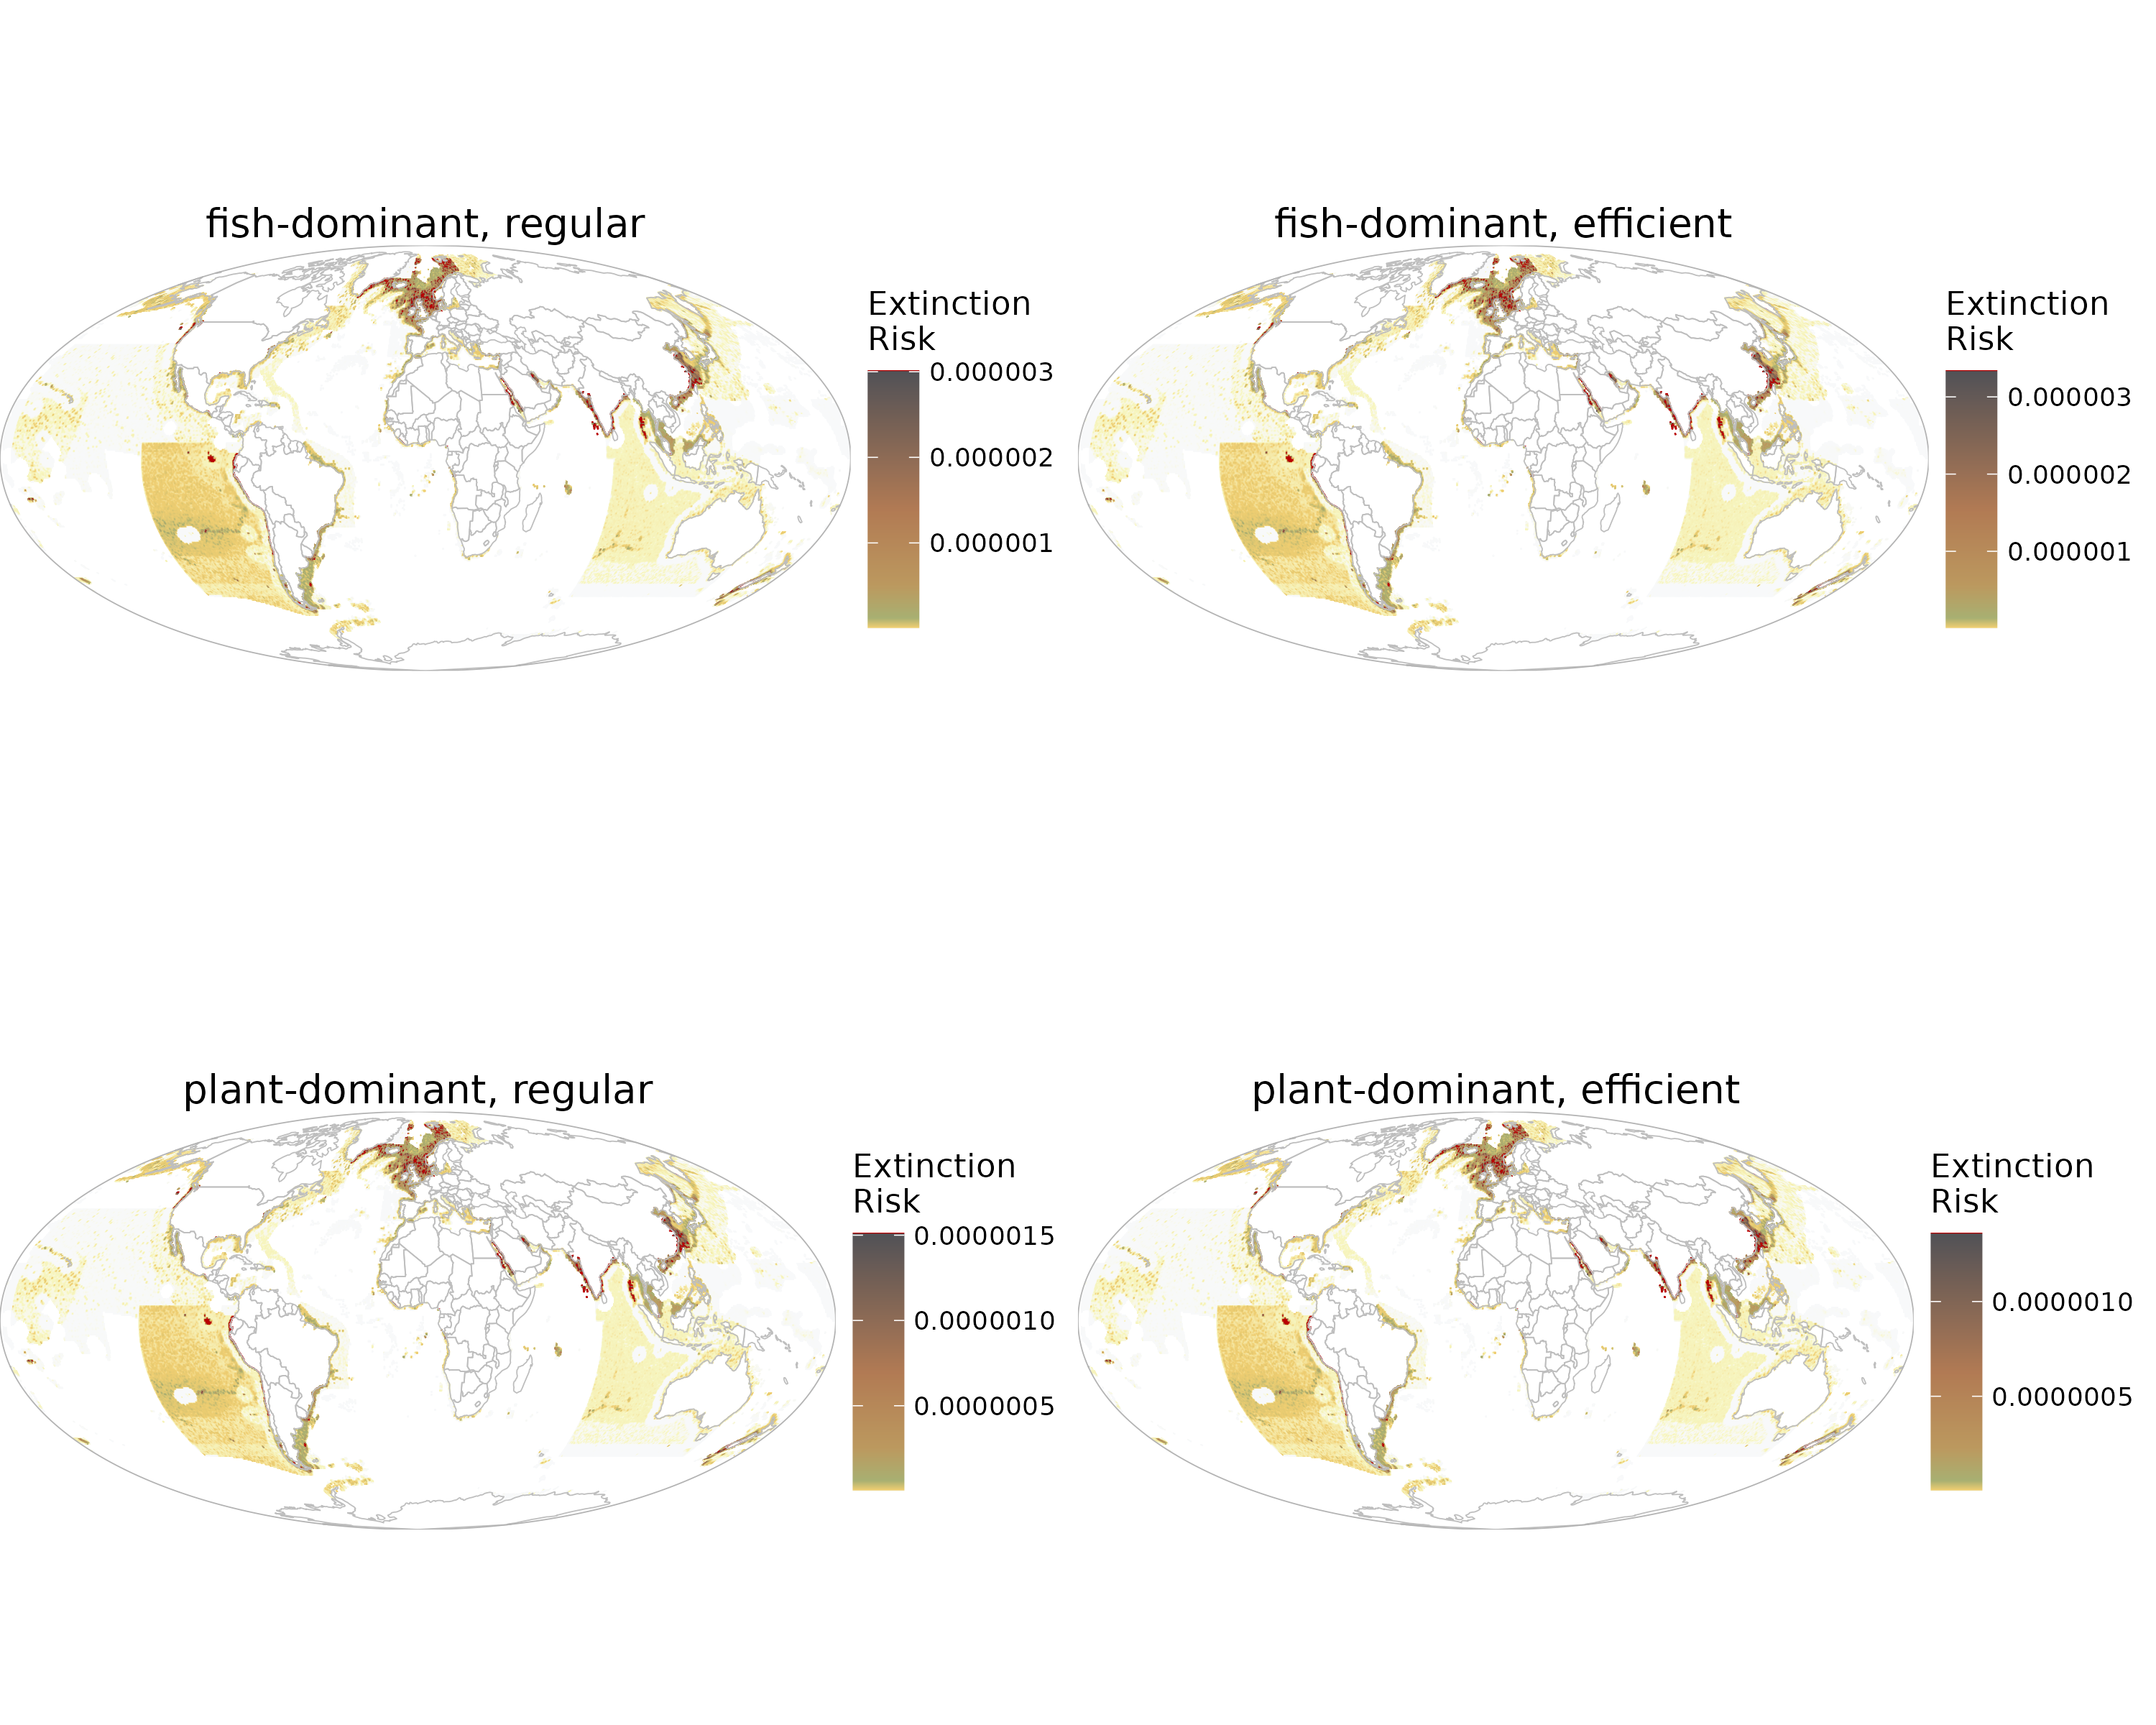 fish-dominant, regular
Extinction
Risk
0.000003
0.000002
0.000001
fish-dominant, efficient
Extinction
Risk
0.000003
0.000002
0.000001
plant-dominant, regular
Extinction
Risk
0.0000015
0.0000010
0.0000005
plant-dominant, efficient
Extinction
Risk
0.0000010
0.0000005